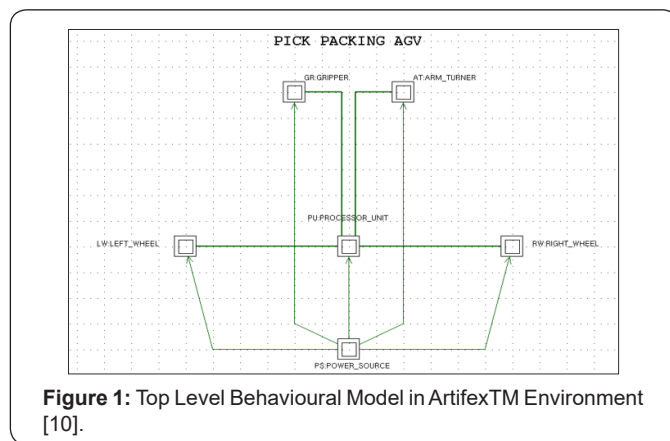 PICK PACKING AGV
GR:GRIPPER
AT:ARM_TURNER
PU:PROCESSOR_UNIT
LW:LEFT_WHEEL
RW:RIGHT_WHEEL
PS:POWER_SOURCE
Figure 1: Top Level Behavioural Model in ArtifexTM Environment
[10].